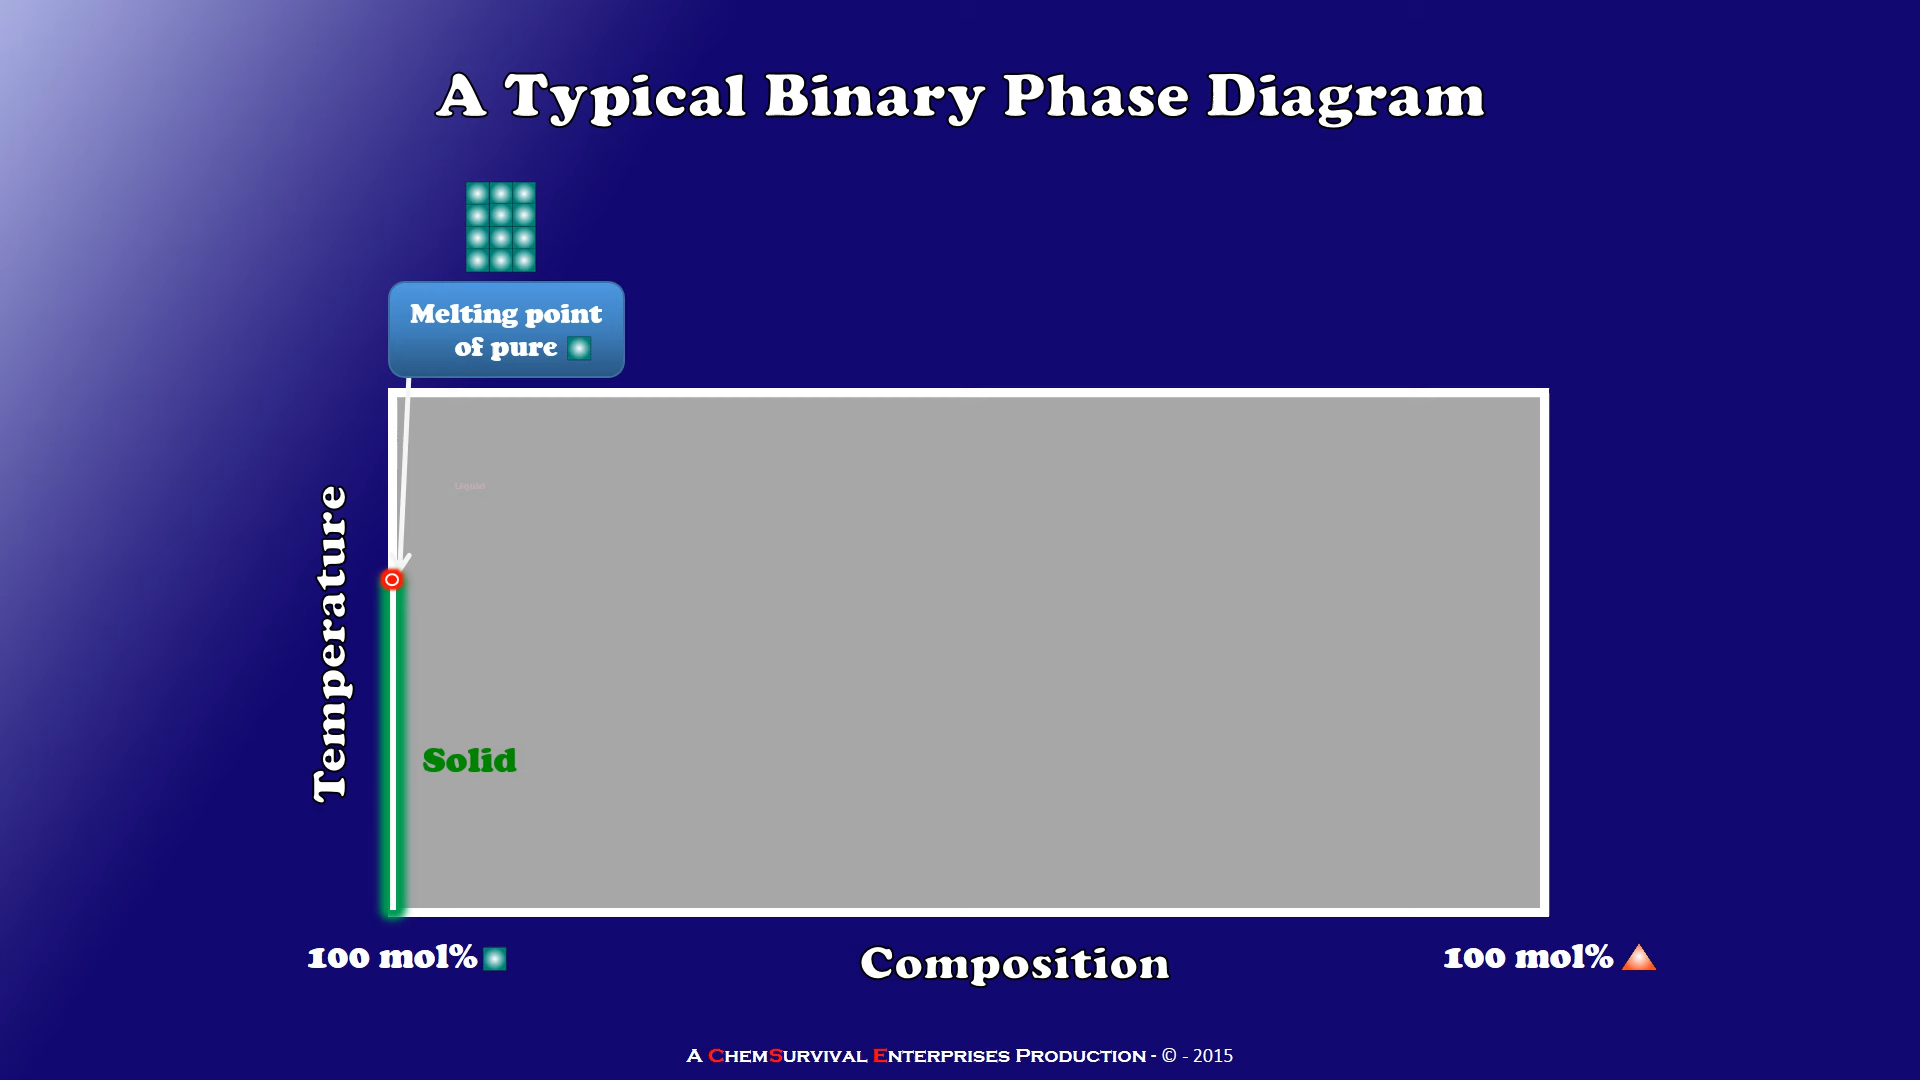 A Typical Binary Phase Diagram
Melting point
of pure
Liquid
Temperature
Solid
100 mol%
Composition
100 mol%
A ChemSurvival Enterprises Production - © - 2015